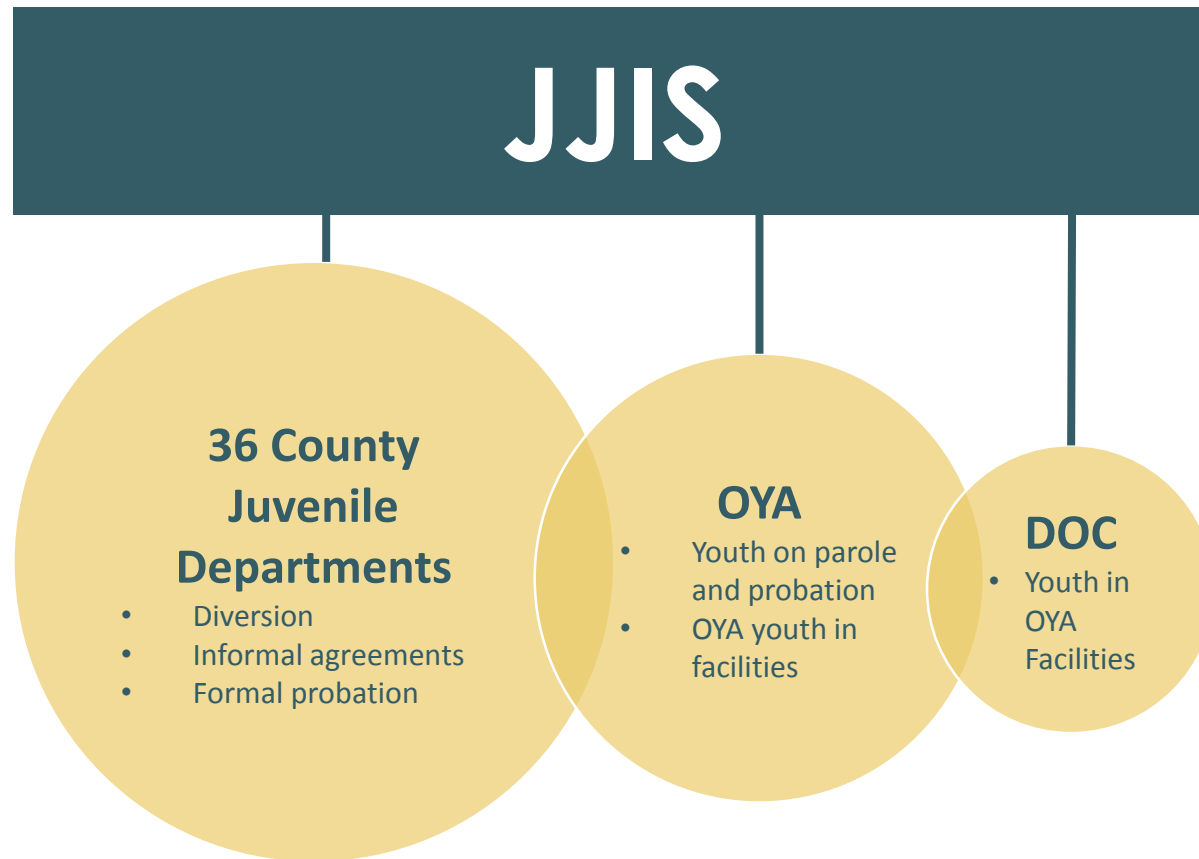 JJIS
36 County
Juvenile
Departments
• Diversion
• Informal agreements
• Formal probation
OYA
• Youth on parole
and probation
• OYA youth in
facilities
DOC
• Youth in
OYA
Facilities